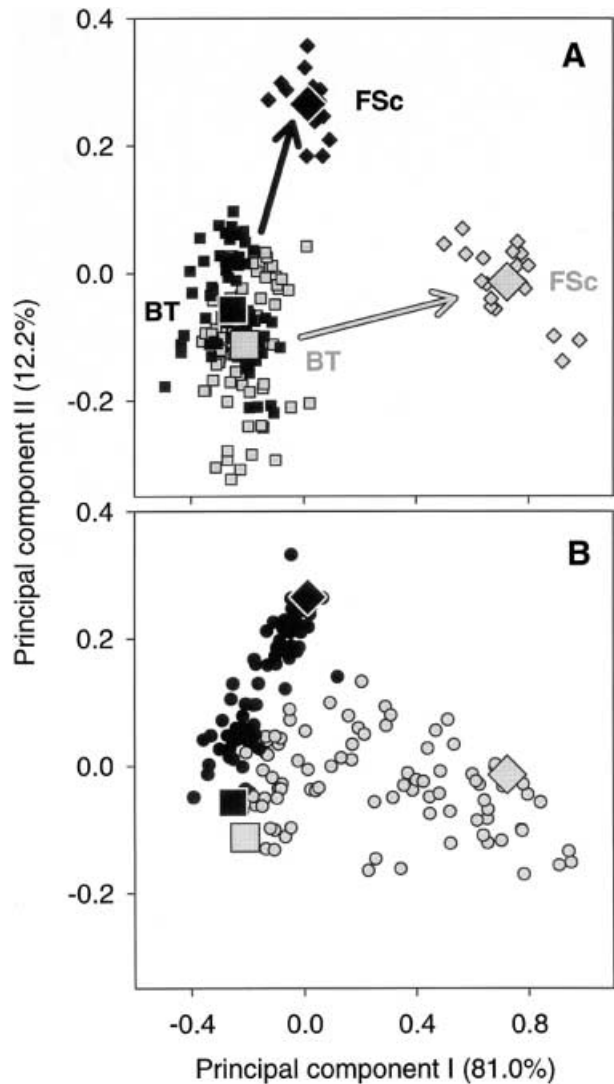 0.4
A
FSc
0.2
0.0
FSc
BT
BT
-0.2
Principal component II (12.2%)
0.4
B
0.2
0.0
-0.2
-0.4 0.0 0.4 0.8
Principal component I (81.0%)